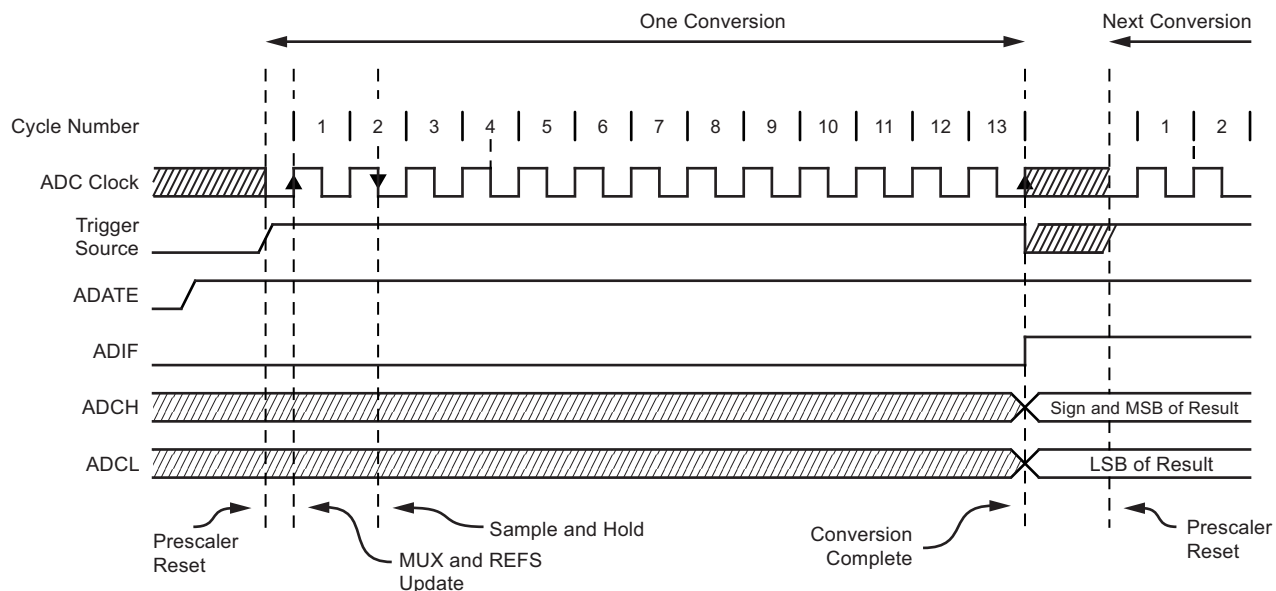 One Conversion
Next Conversion
Cycle Number
1 2 3 4 5 6 7 8 9 10 11 12 13 1 2
ADC Clock
Trigger
Source
ADATE
ADIF
ADCH
Sign and MSB of Result
ADCL
LSB of Result
Prescaler
Reset
MUX and REFS
Update
Sample and Hold
Conversion
Complete
Prescaler
Reset